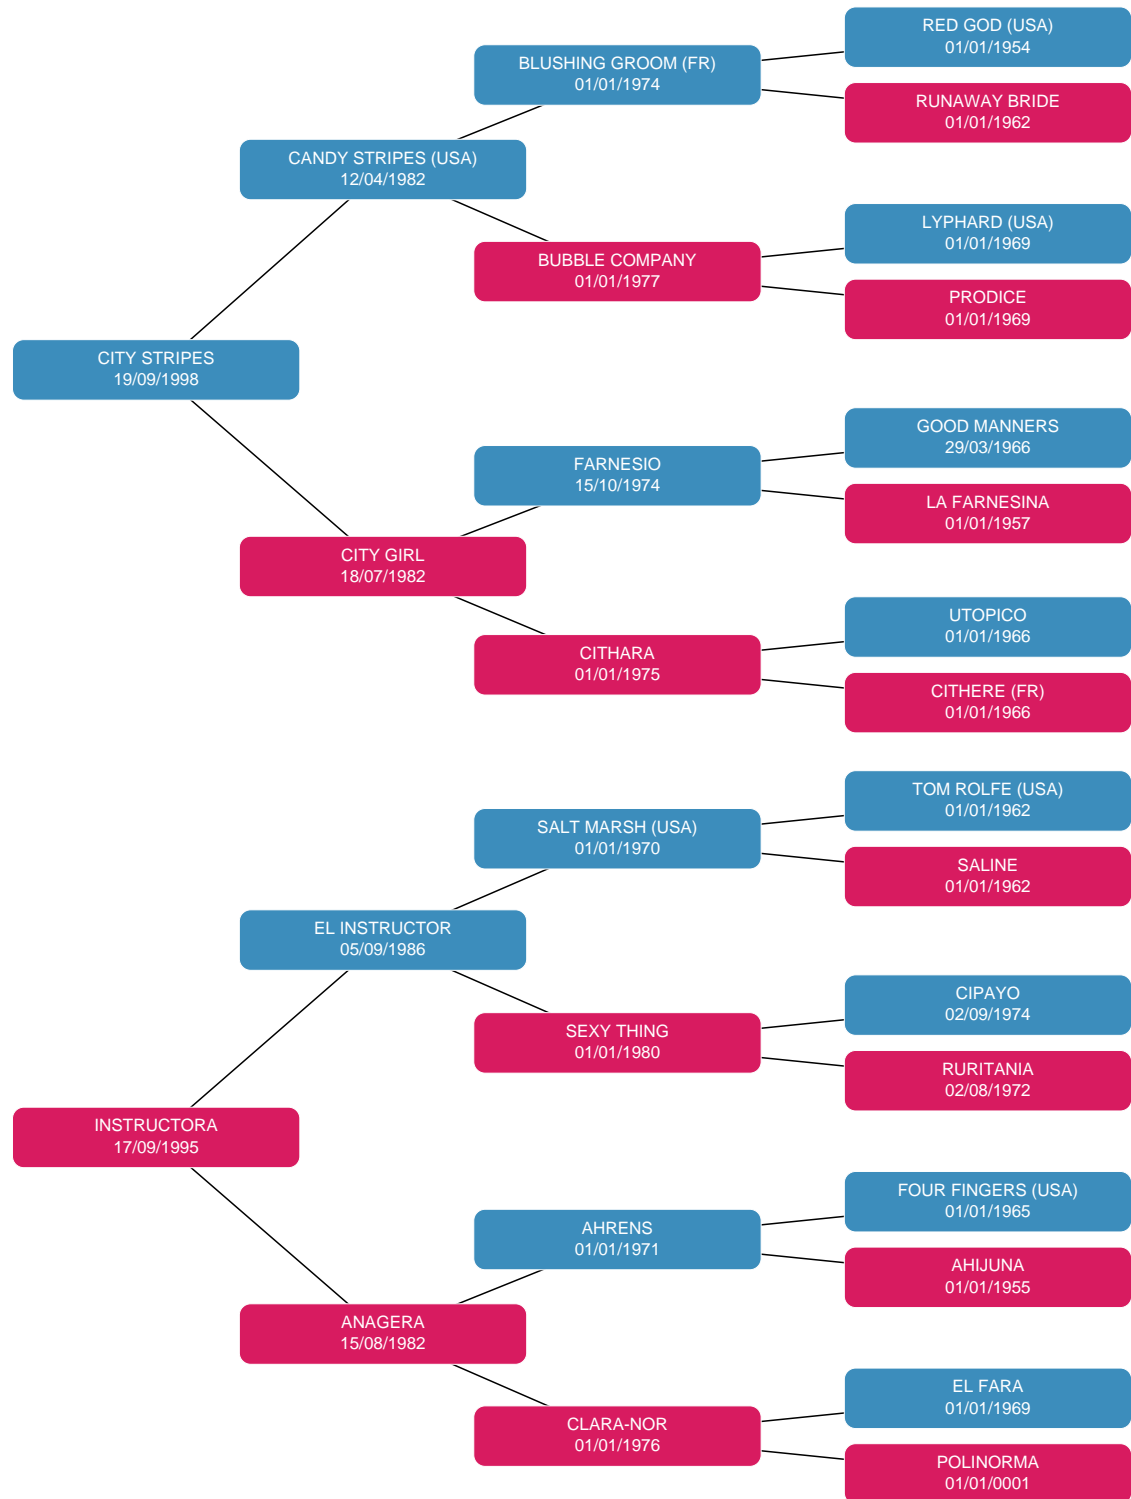 RED GOD (USA)
01/01/1954
BLUSHING GROOM (FR)
01/01/1974
RUNAWAY BRIDE
01/01/1962
CANDY STRIPES (USA)
12/04/1982
LYPHARD (USA)
01/01/1969
BUBBLE COMPANY
01/01/1977
PRODICE
01/01/1969
CITY STRIPES
19/09/1998
GOOD MANNERS
29/03/1966
FARNESIO
15/10/1974
LA FARNESINA
01/01/1957
CITY GIRL
18/07/1982
UTOPICO
01/01/1966
CITHARA
01/01/1975
CITHERE (FR)
01/01/1966
TOM ROLFE (USA)
01/01/1962
SALT MARSH (USA)
01/01/1970
SALINE
01/01/1962
EL INSTRUCTOR
05/09/1986
CIPAYO
02/09/1974
SEXY THING
01/01/1980
RURITANIA
02/08/1972
INSTRUCTORA
17/09/1995
FOUR FINGERS (USA)
01/01/1965
AHRENS
01/01/1971
AHIJUNA
01/01/1955
ANAGERA
15/08/1982
EL FARA
01/01/1969
CLARA-NOR
01/01/1976
POLINORMA
01/01/0001